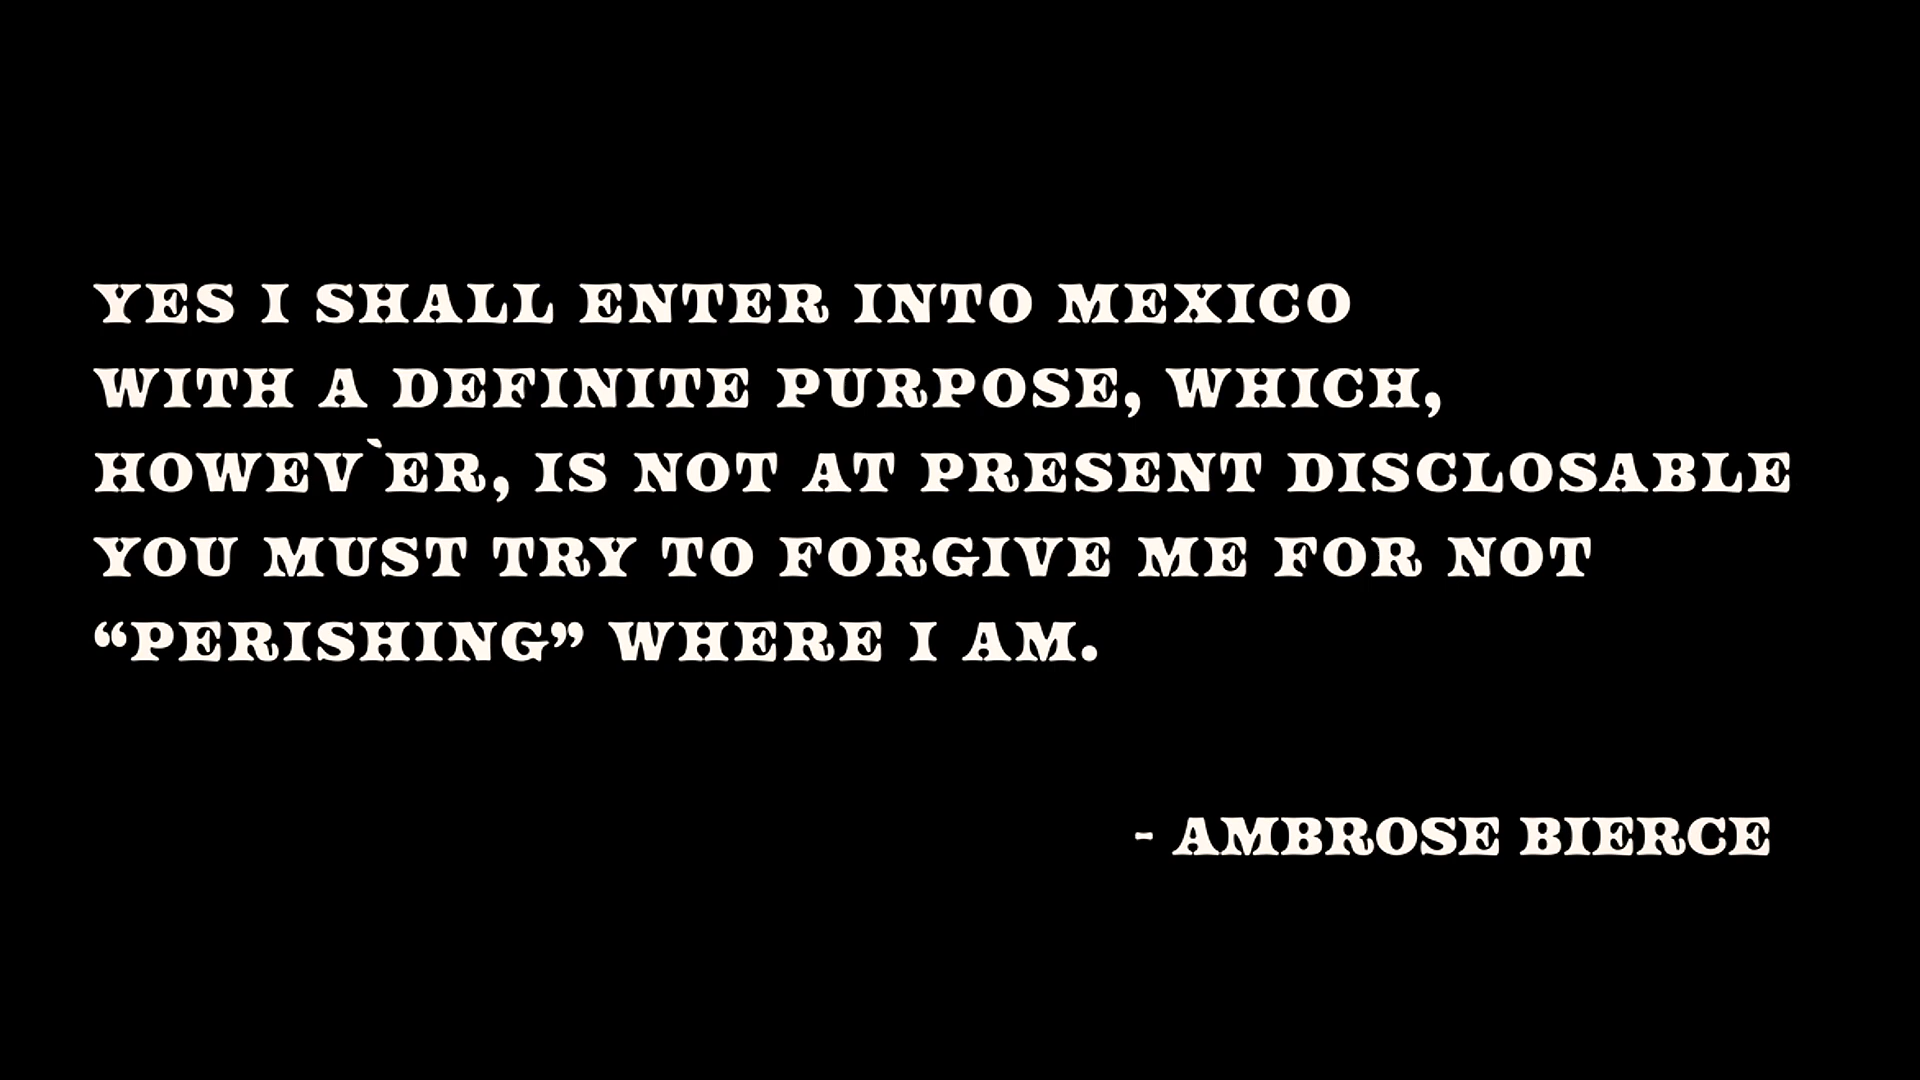 YES I SHALL ENTER INTO MEXICO
WITH A DEFINITE PURPOSE, WHICH,
HOWEV`ER, IS NOT AT PRESENT DISCLOSABLE
YOU MUST TRY TO FORGIVE ME FOR NOT
“PERISHING” WHERE I AM.
- AMBROSE BIERCE